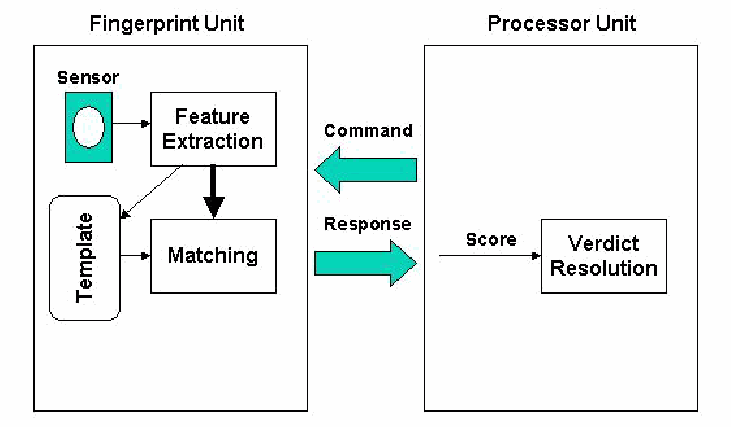 Fingerprint Unit
Processor Unit
Sensor
Feature
Extraction
Template
Matching
Command
Response
Score
Verdict
Resolution